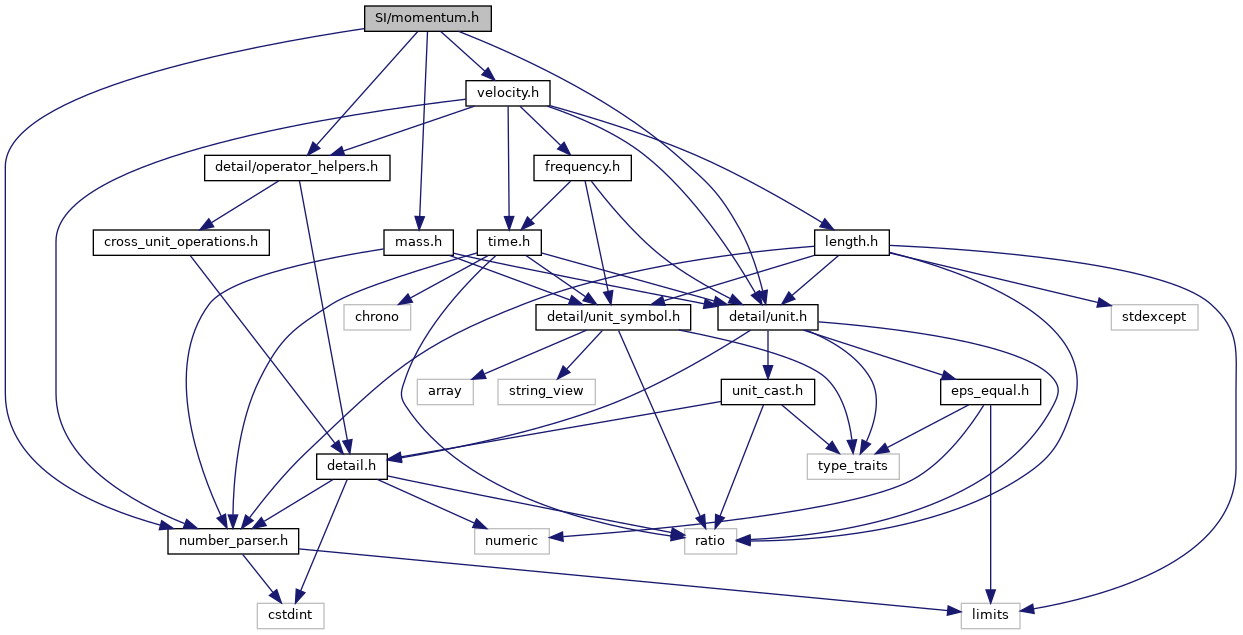 SI/momentum.h
velocity.h
detail/operator_helpers.h
frequency.h
cross_unit_operations.h
mass.h
time.h
length.h
chrono
detail/unit_symbol.h
detail/unit.h
stdexcept
array
string_view
unit_cast.h
eps_equal.h
detail.h
type_traits
number_parser.h
numeric
ratio
cstdint
limits